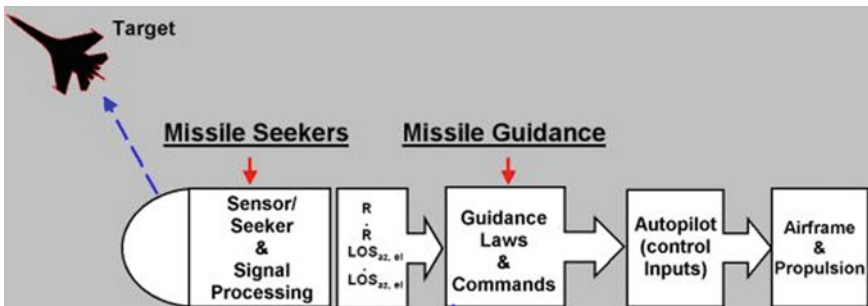 Target
Missile Seekers
Missile Guidance
Sensor/
Seeker
&
Signal
Processing
R
Ṙ
LOSaz, el
LȮSaz, el
Guidance
Laws
&
Commands
Autopilot
(control
Inputs)
Airframe
&
Propulsion